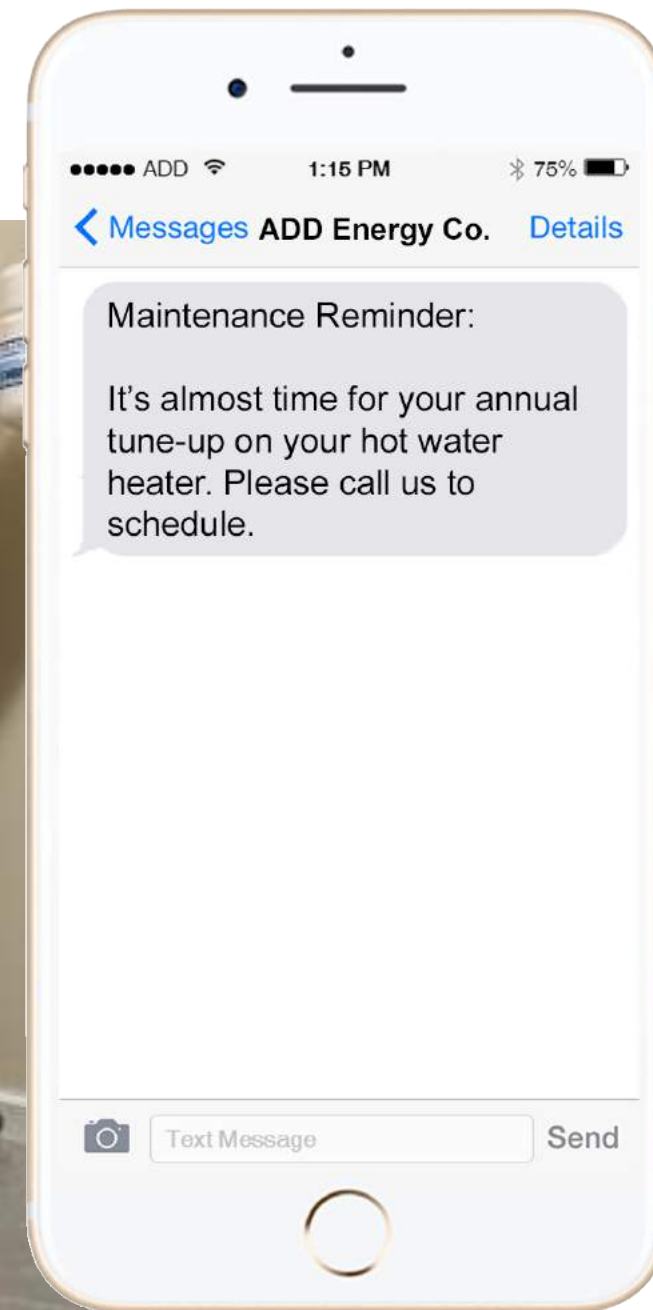 ADD 1:15 PM 75%
Messages ADD Energy Co. Details
Maintenance Reminder:
It's almost time for your annual
tune-up on your hot water
heater. Please call us to
schedule.
Text Message Send